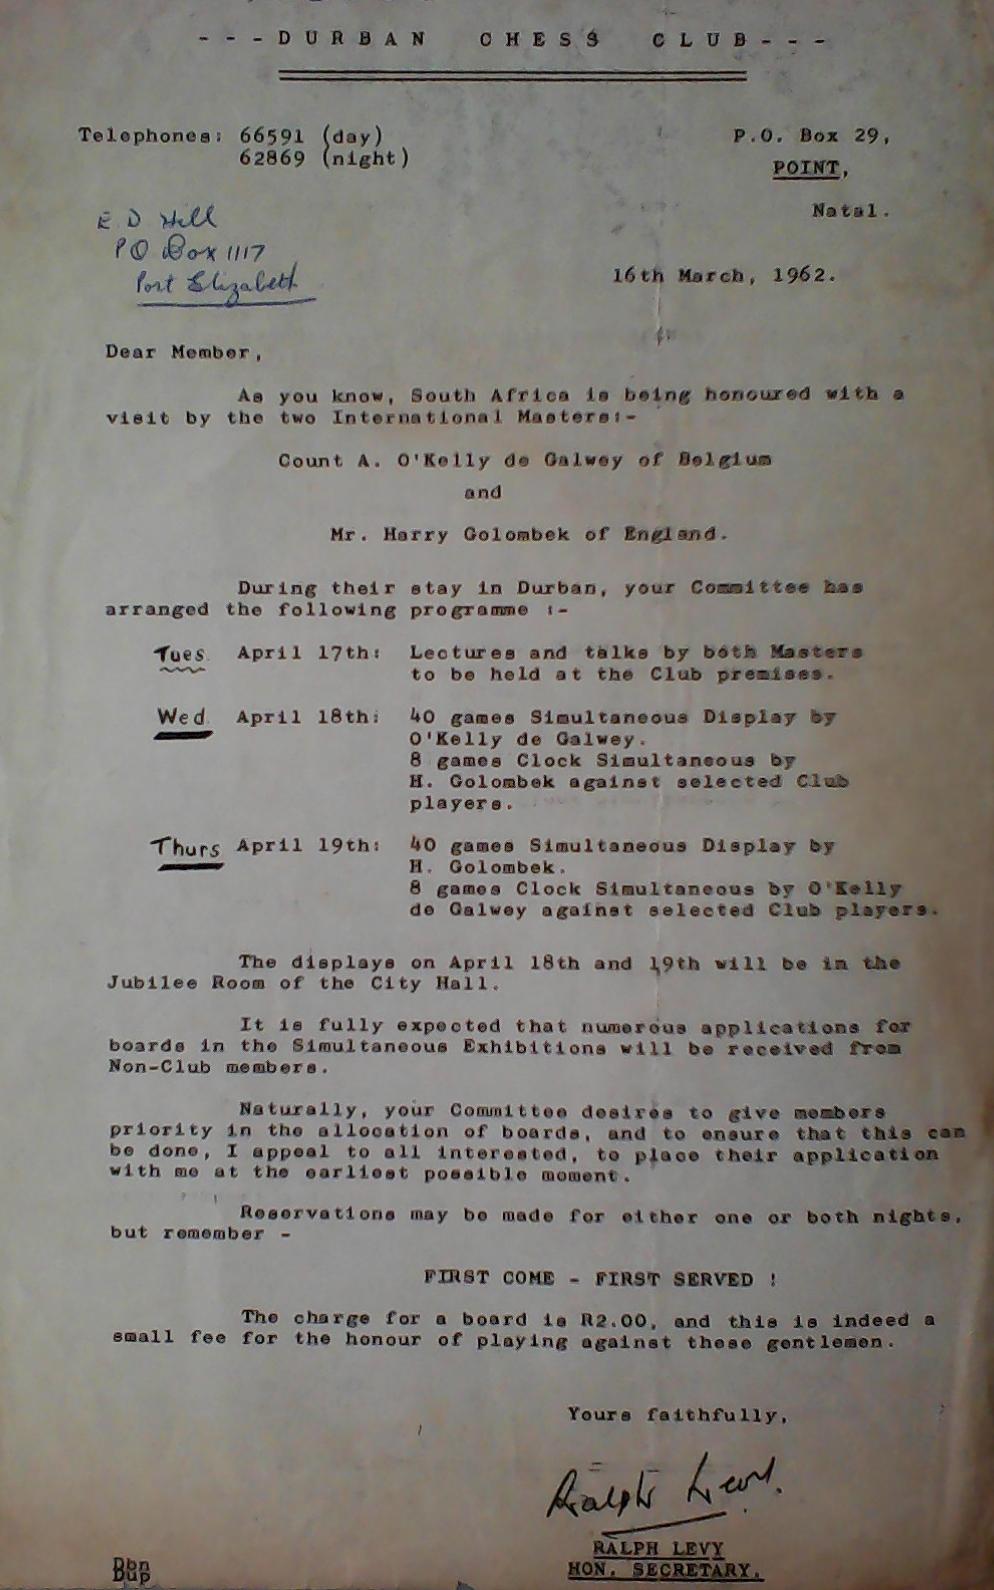 ---DURBAN CHESS CLUB---
Telephones: 66591 (day)
62869 (night)
P.O. Box 29,
POINT,
Natal.
E D Hill
PO Box 1117
Port Elizabeth
16th March, 1962.
Dear Member,
As you know, South Africa is being honoured with a
visit by the two International Masters:-
Count A. O'Kelly de Galwey of Belgium
and
Mr. Harry Golombek of England.
During their stay in Durban, your Committee has
arranged the following programme :-
Tues. April 17th: Lectures and talks by both Masters
to be held at the Club premises.
Wed. April 18th: 40 games Simultaneous Display by
O'Kelly de Galwey.
8 games Clock Simultaneous by
H. Golombek against selected Club
players.
Thurs April 19th: 40 games Simultaneous Display by
H. Golombek.
8 games Clock Simultaneous by O'Kelly
de Galwey against selected Club players.
The displays on April 18th and 19th will be in the
Jubilee Room of the City Hall.
It is fully expected that numerous applications for
boards in the Simultaneous Exhibitions will be received from
Non-Club members.
Naturally, your Committee desires to give members
priority in the allocation of boards, and to ensure that this can
be done, I appeal to all interested, to place their application
with me at the earliest possible moment.
Reservations may be made for either one or both nights,
but remember -
FIRST COME - FIRST SERVED !
The charge for a board is R2.00, and this is indeed a
small fee for the honour of playing against these gentlemen.
Yours faithfully,
Ralph Levy.
RALPH LEVY
HON. SECRETARY.
Dbn
Dup